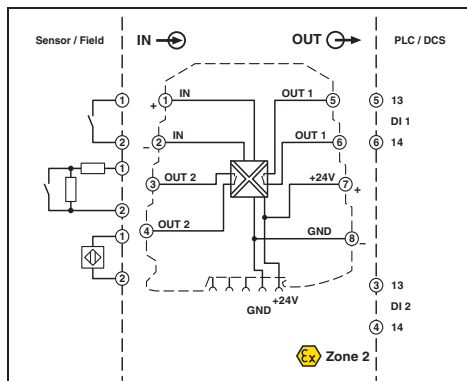 Sensor / Field IN OUT PLC / DCS
1 + 1 IN OUT 1 5 5 13
DI 1
2 – 2 IN OUT 1 6 6 14
1
3 OUT 2 +24V 7 +
2
4 OUT 2 GND 8 –
1
2
GND +24V
3 13
DI 2
4 14
Ex Zone 2